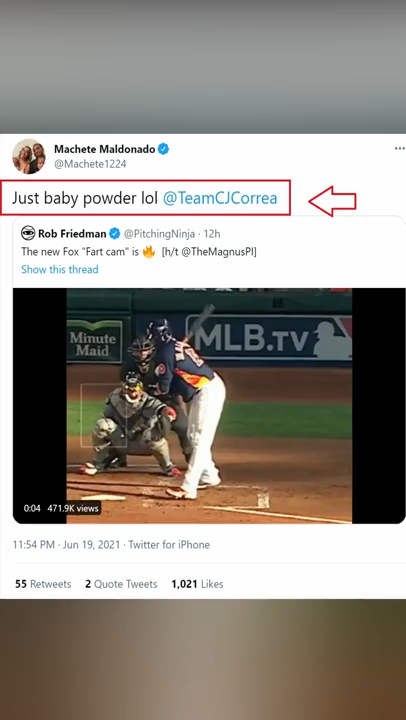 Machete Maldonado
@Machete1224
Just baby powder lol @TeamCJCorrea
Rob Friedman @PitchingNinja · 12h
The new Fox "Fart cam" is 🔥 [h/t @TheMagnusPI]
Show this thread
Minute
Maid
MLB.TV
0:04 471.9K views
11:54 PM · Jun 19, 2021 · Twitter for iPhone
55 Retweets 2 Quote Tweets 1,021 Likes